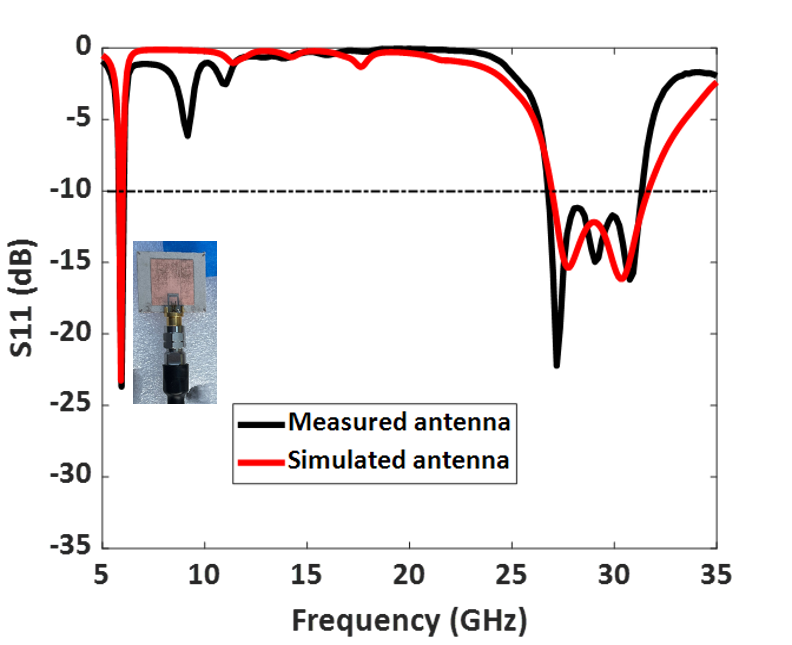 0
-5
-10
-15
-20
-25
-30
-35
S11 (dB)
Measured antenna
Simulated antenna
5 10 15 20 25 30 35
Frequency (GHz)